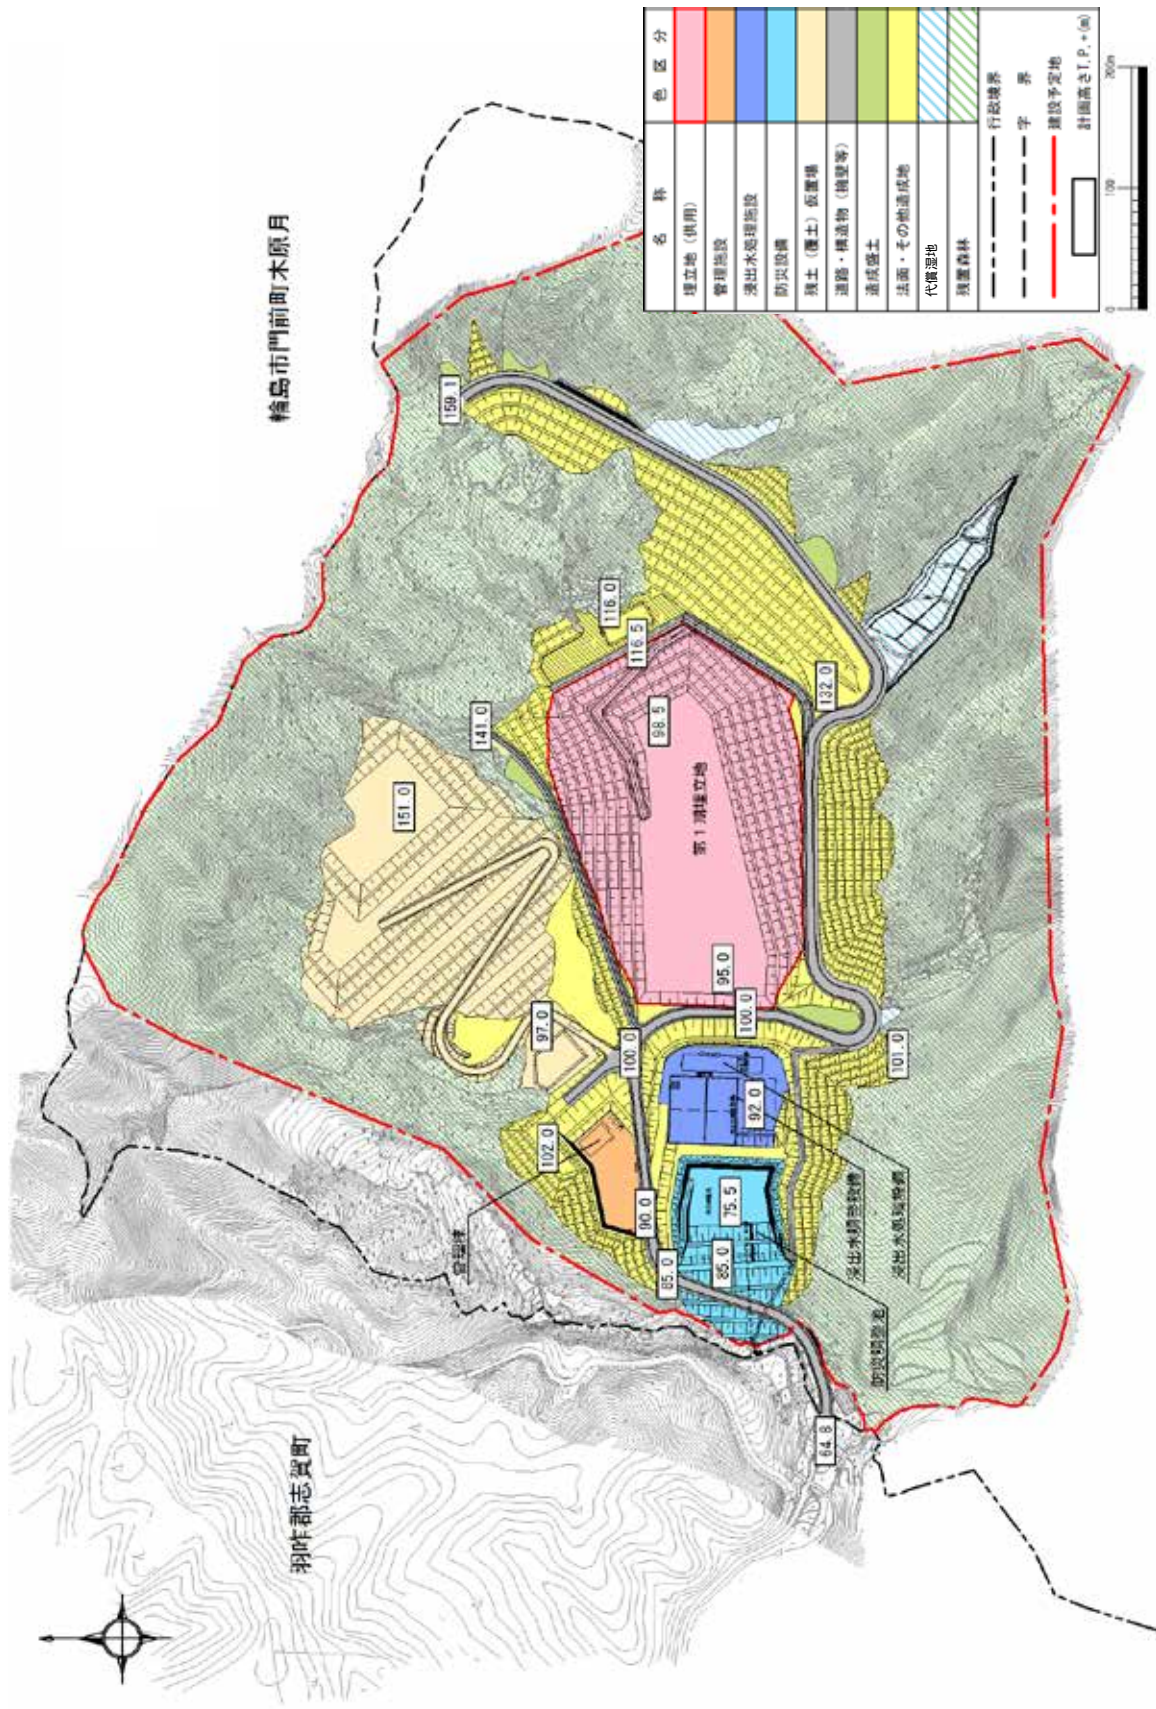 輪島市門前町木原月
羽咋郡志賀町
名 称
色 区 分
埋立地（供用）
管理施設
浸出水処理施設
防災設備
残土（覆土）仮置場
道路・構造物（擁壁等）
造成盛土
法面・その他造成地
代償湿地
残置森林
行政境界
字 界
建設予定地
計画高さT.P.+(m)
0 100 200m
159.1
116.0
116.5
141.0
98.5
132.0
151.0
第1期埋立地
95.0
97.0
100.0
100.0
101.0
92.0
102.0
90.0
75.5
85.0
85.0
64.8
管理棟
浸出水調整設備
浸出水処理設備
防災調整池